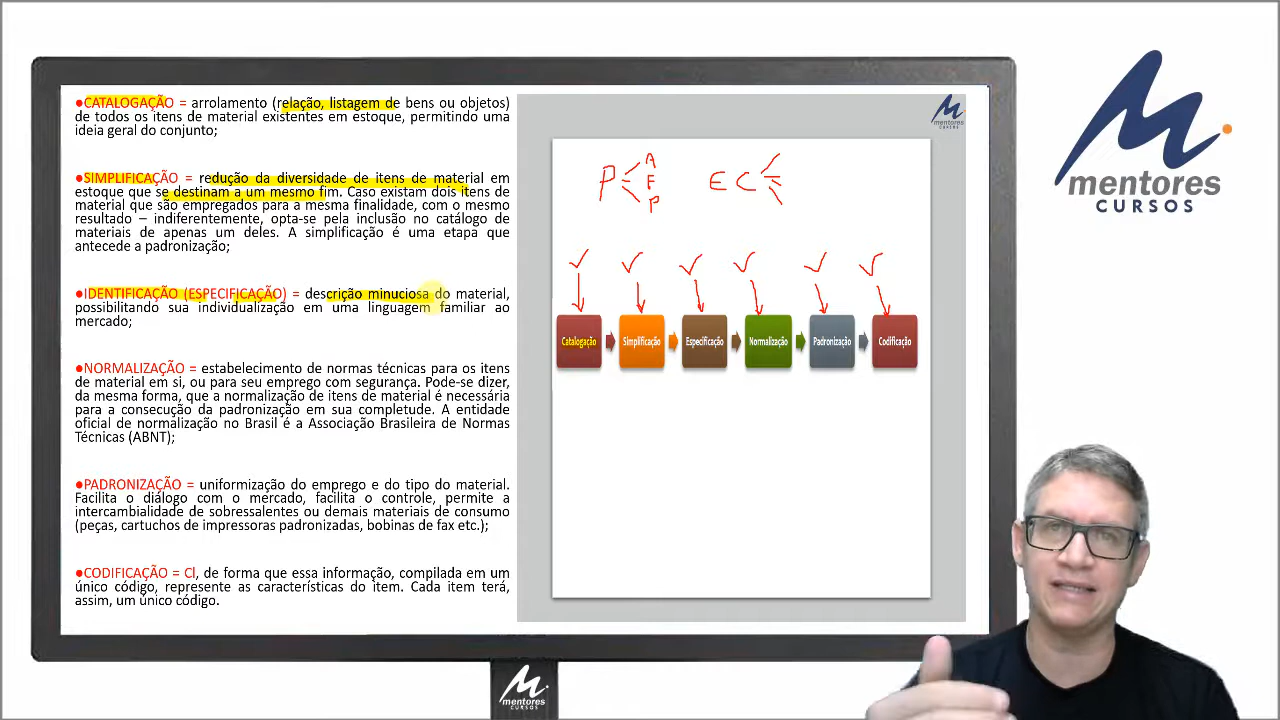 ●CATALOGAÇÃO = arrolamento (relação, listagem de bens ou objetos)
de todos os itens de material existentes em estoque, permitindo uma
ideia geral do conjunto;
●SIMPLIFICAÇÃO = redução da diversidade de itens de material em
estoque que se destinam a um mesmo fim. Caso existam dois itens de
material que são empregados para a mesma finalidade, com o mesmo
resultado – indiferentemente, opta-se pela inclusão no catálogo de
materiais de apenas um deles. A simplificação é uma etapa que
antecede a padronização;
●IDENTIFICAÇÃO (ESPECIFICAÇÃO) = descrição minuciosa do material,
possibilitando sua individualização em uma linguagem familiar ao
mercado;
●NORMALIZAÇÃO = estabelecimento de normas técnicas para os itens
de material em si, ou para seu emprego com segurança. Pode-se dizer,
da mesma forma, que a normalização de itens de material é necessária
para a consecução da padronização em sua completude. A entidade
oficial de normalização no Brasil é a Associação Brasileira de Normas
Técnicas (ABNT);
●PADRONIZAÇÃO = uniformização do emprego e do tipo do material.
Facilita o diálogo com o mercado, facilita o controle, permite a
intercambialidade de sobressalentes ou demais materiais de consumo
(peças, cartuchos de impressoras padronizadas, bobinas de fax etc.);
●CODIFICAÇÃO = Cl, de forma que essa informação, compilada em um
único código, represente as características do item. Cada item terá,
assim, um único código.
mentores
CURSOS
P A E P
E C
Catalogação Simplificação Especificação Normalização Padronização Codificação
mentores
CURSOS
mentores
CURSOS